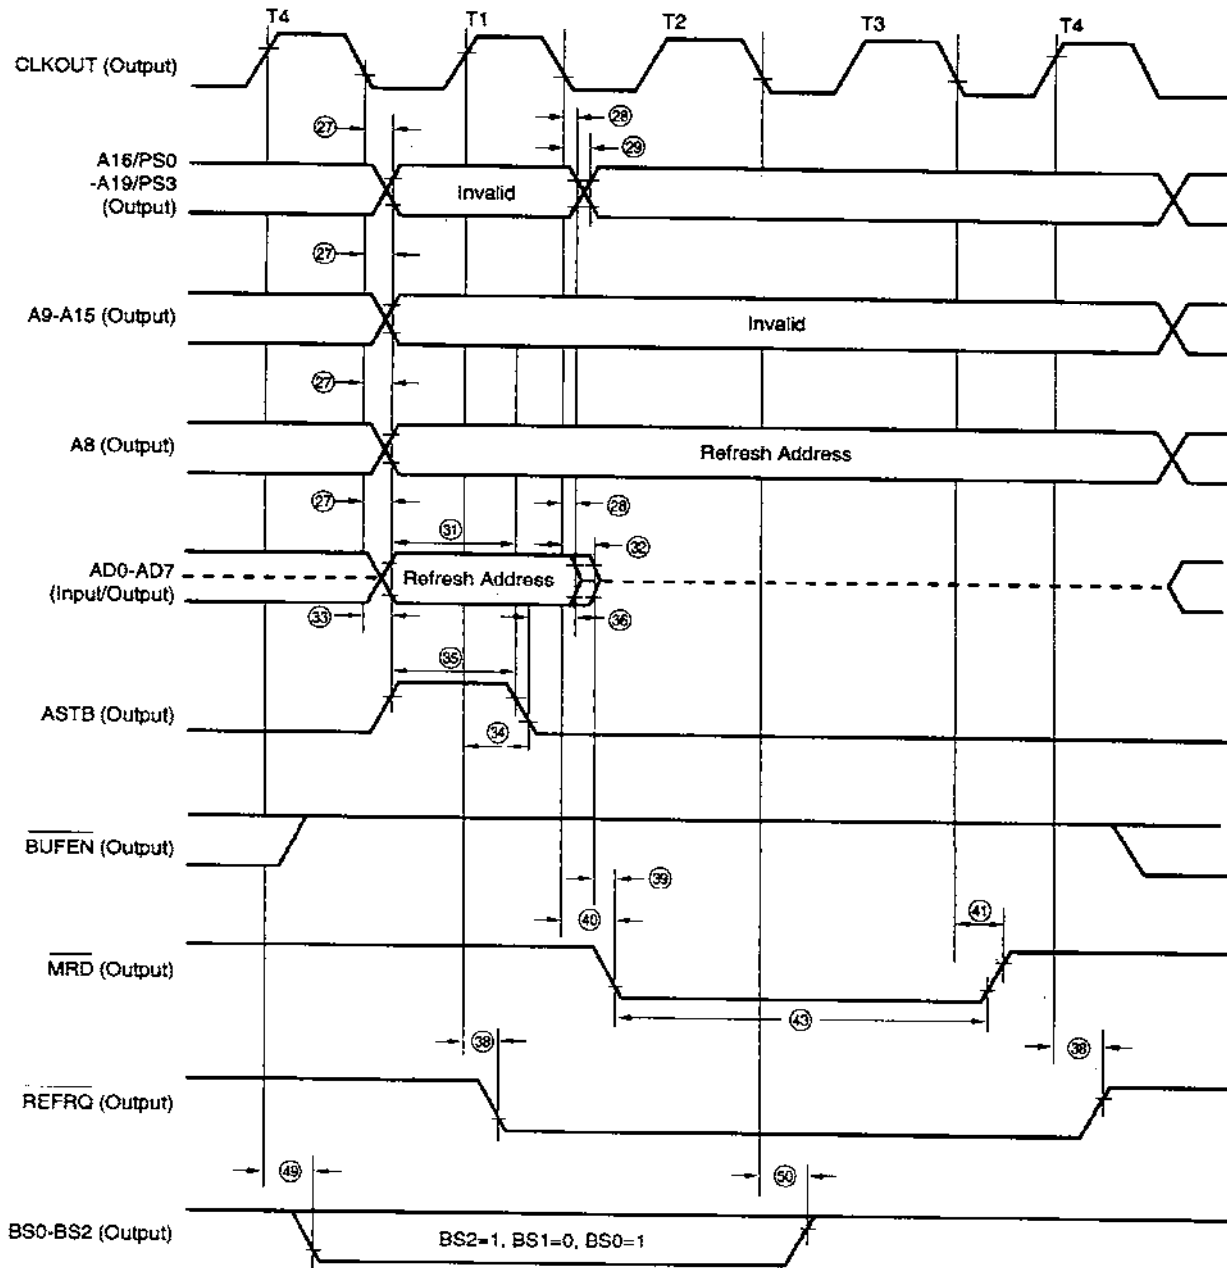 T4 T1 T2 T3 T4
CLKOUT (Output)
27 28
29
A16/PS0
-A19/PS3
(Output)
Invalid
27
A9-A15 (Output)
Invalid
27
A8 (Output)
Refresh Address
27 28
31 32
AD0-AD7
(Input/Output)
Refresh Address
33 36
35
ASTB (Output)
34
BUFEN (Output)
39
40 41
MRD (Output)
43
38 38
REFRQ (Output)
49 50
BS0-BS2 (Output)
BS2=1, BS1=0, BS0=1